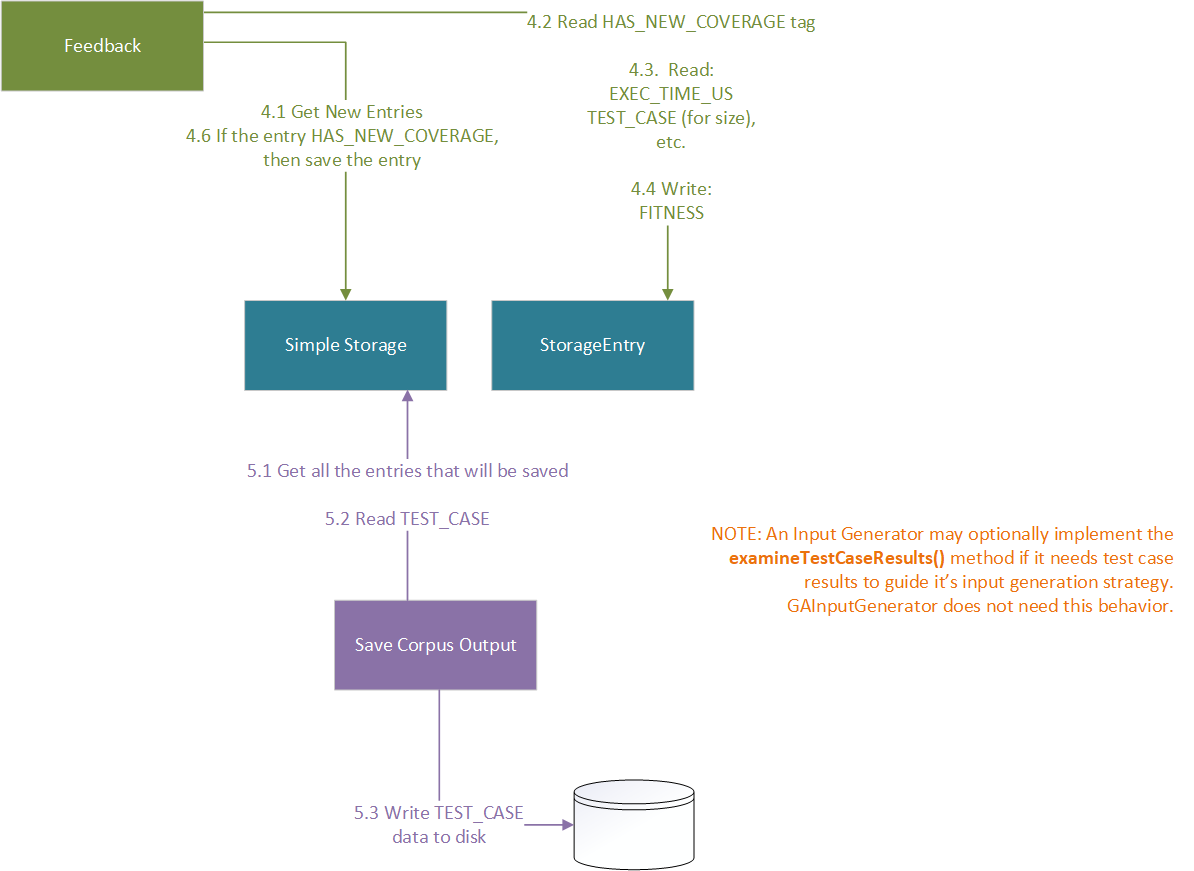 Feedback
4.2 Read HAS_NEW_COVERAGE tag
4.3.  Read:
EXEC_TIME_US
TEST_CASE (for size),
etc.
4.4 Write:
FITNESS
4.1 Get New Entries
4.6 If the entry HAS_NEW_COVERAGE,
then save the entry
Simple Storage
StorageEntry
5.1 Get all the entries that will be saved
5.2 Read TEST_CASE
NOTE: An Input Generator may optionally implement the
examineTestCaseResults() method if it needs test case
results to guide it’s input generation strategy.
GAInputGenerator does not need this behavior.
Save Corpus Output
5.3 Write TEST_CASE
data to disk